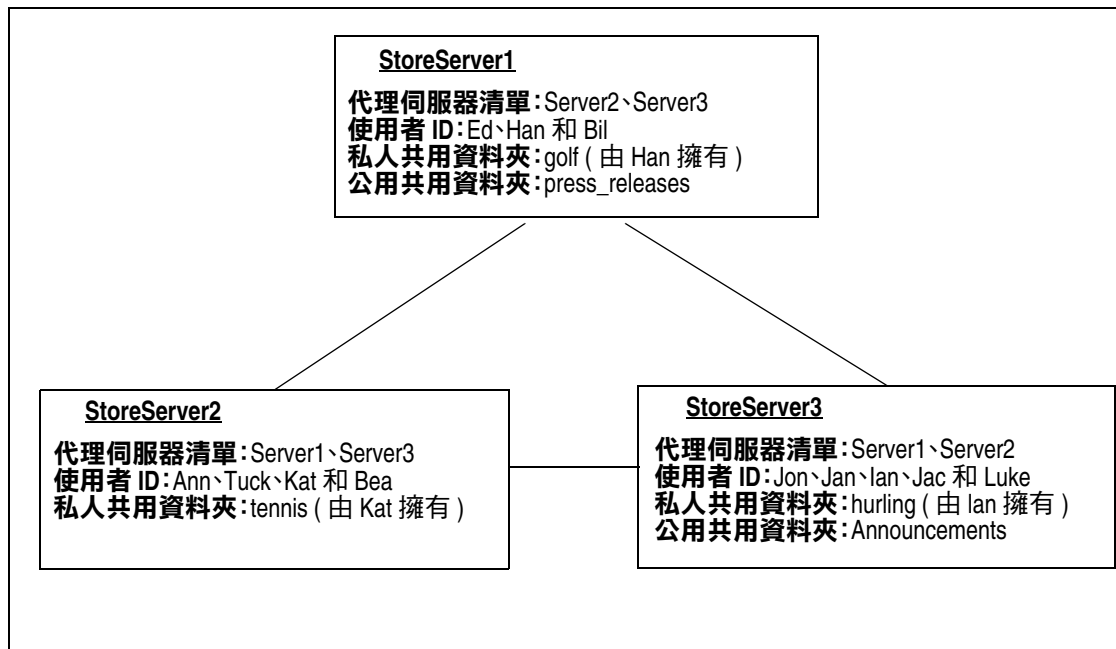 StoreServer1
代理伺服器清單：Server2、Server3
使用者 ID：Ed、Han 和 Bil
私人共用資料夾：golf ( 由 Han 擁有 )
公用共用資料夾：press_releases
StoreServer2
代理伺服器清單：Server1、Server3
使用者 ID：Ann、Tuck、Kat 和 Bea
私人共用資料夾：tennis ( 由 Kat 擁有 )
StoreServer3
代理伺服器清單：Server1、Server2
使用者 ID：Jon、Jan、Ian、Jac 和 Luke
私人共用資料夾：hurling ( 由 Ian 擁有 )
公用共用資料夾：Announcements